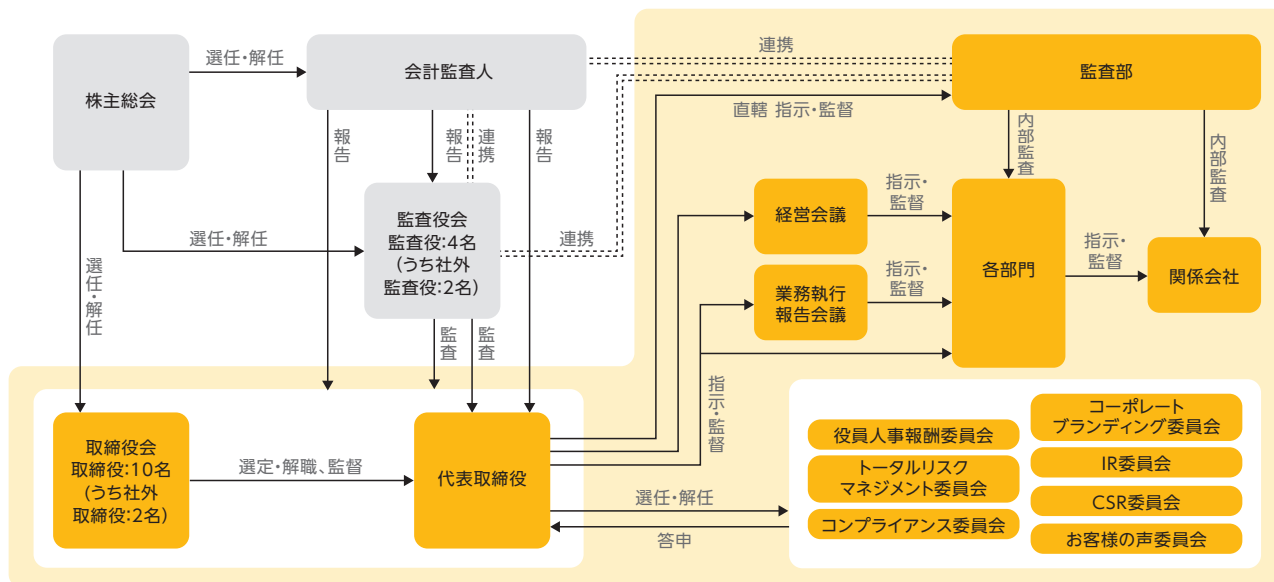 株主総会
選任・解任
会計監査人
連携
監査部
直轄 指示・監督
報告
報告
連携
報告
内部監査
内部監査
監査役会
監査役:4名
(うち社外
監査役:2名)
選任・解任
連携
経営会議
指示・
監督
業務執行
報告会議
指示・
監督
各部門
指示・
監督
関係会社
選任・解任
監査
監査
指示・監督
取締役会
取締役:10名
(うち社外
取締役:2名)
選定・解職、監督
代表取締役
選任・解任
答申
役員人事報酬委員会
トータルリスク
マネジメント委員会
コンプライアンス委員会
コーポレート
ブランディング委員会
IR委員会
CSR委員会
お客様の声委員会